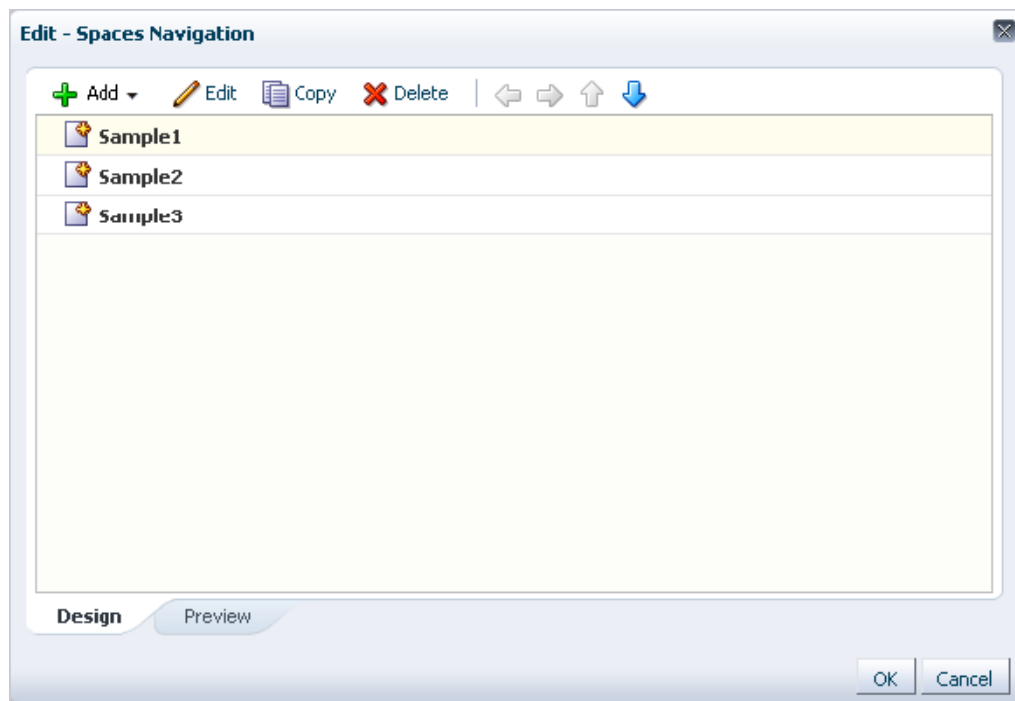 Edit - Spaces Navigation
Add Edit Copy Delete
Sample1
Sample2
Sample3
Design Preview
OK Cancel